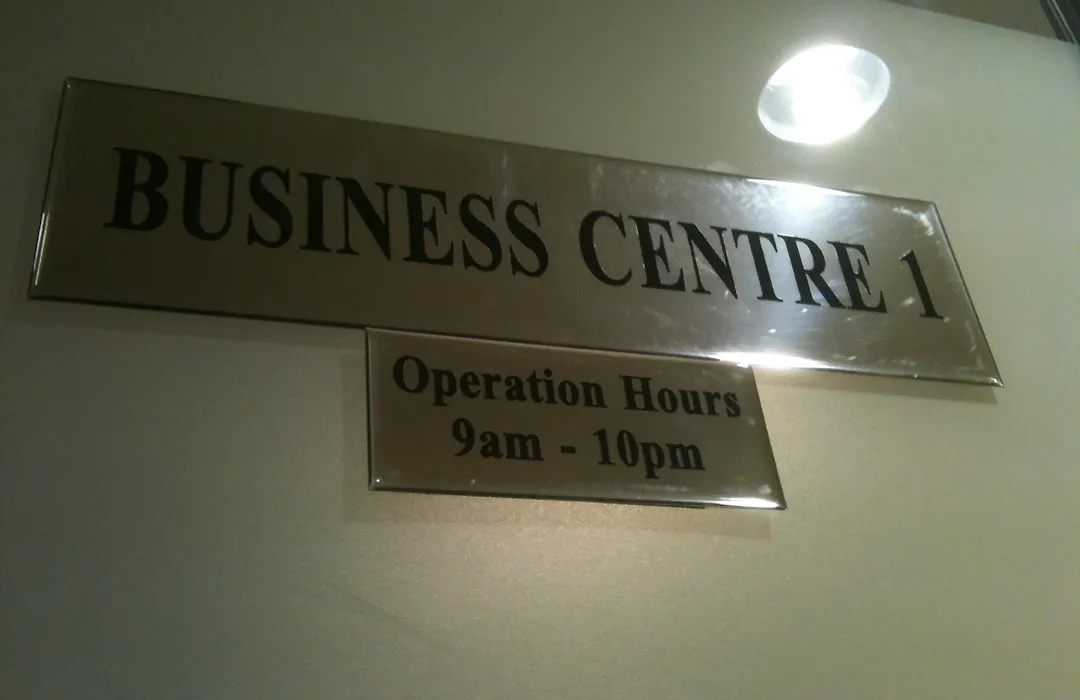 BUSINESS CENTRE 1
Operation Hours
9am - 10pm